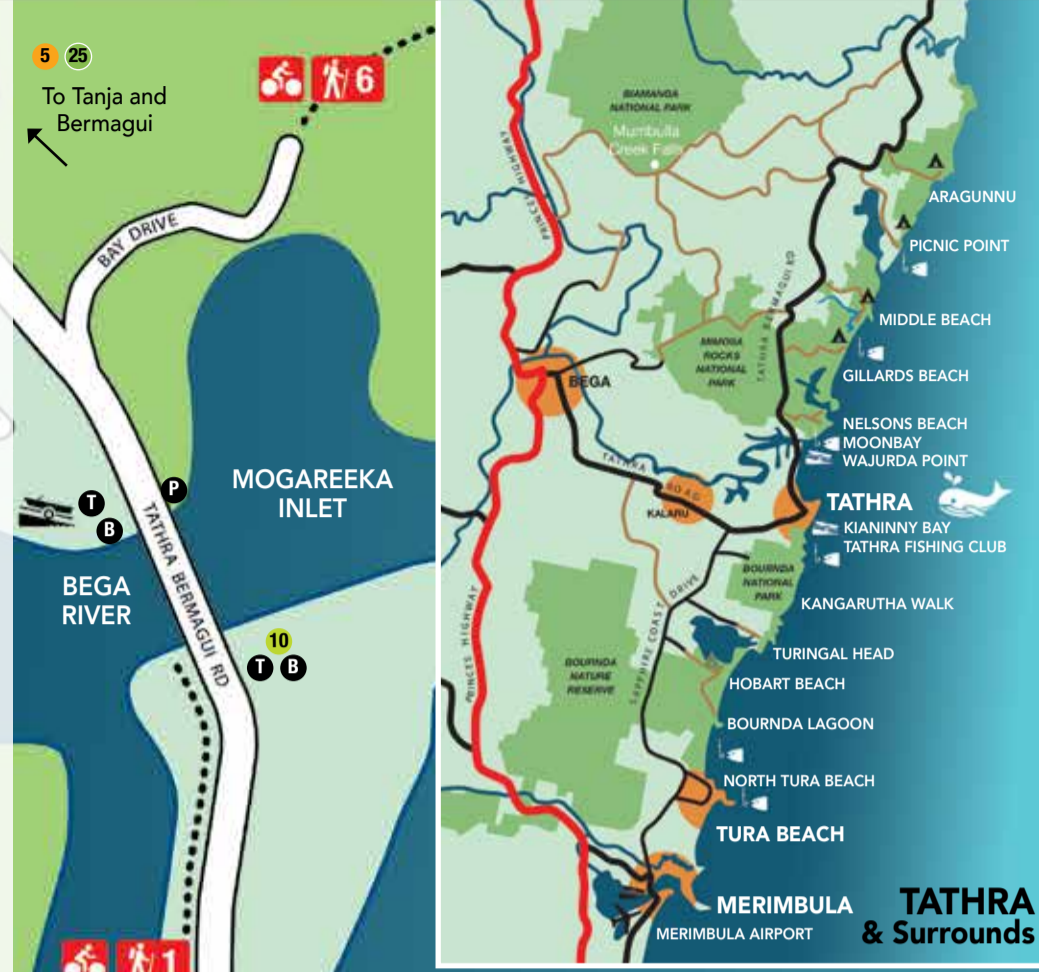 5 25
To Tanja and
Bermagui
6
BAY DRIVE
MOGAREEKA
INLET
P
T
B
TATHRA BERMAGUI RD
BEGA
RIVER
10
T B
1
BIAMANGA
NATIONAL PARK
Mumbulla
Creek Falls
PRINCES HIGHWAY
ARAGUNNU
PICNIC POINT
TATHRA BERMAGUI RD
MIDDLE BEACH
MIMOSA
ROCKS
NATIONAL
PARK
GILLARDS BEACH
BEGA
NELSONS BEACH
MOONBAY
WAJURDA POINT
TATHRA ROAD
KALARU
TATHRA
KIANINNY BAY
TATHRA FISHING CLUB
BOURNDA
NATIONAL
PARK
KANGARUTHA WALK
SAPPHIRE COAST DRIVE
PRINCES HIGHWAY
TURINGAL HEAD
BOURNDA
NATURE
RESERVE
HOBART BEACH
BOURNDA LAGOON
NORTH TURA BEACH
TURA BEACH
MERIMBULA
MERIMBULA AIRPORT
TATHRA
& Surrounds